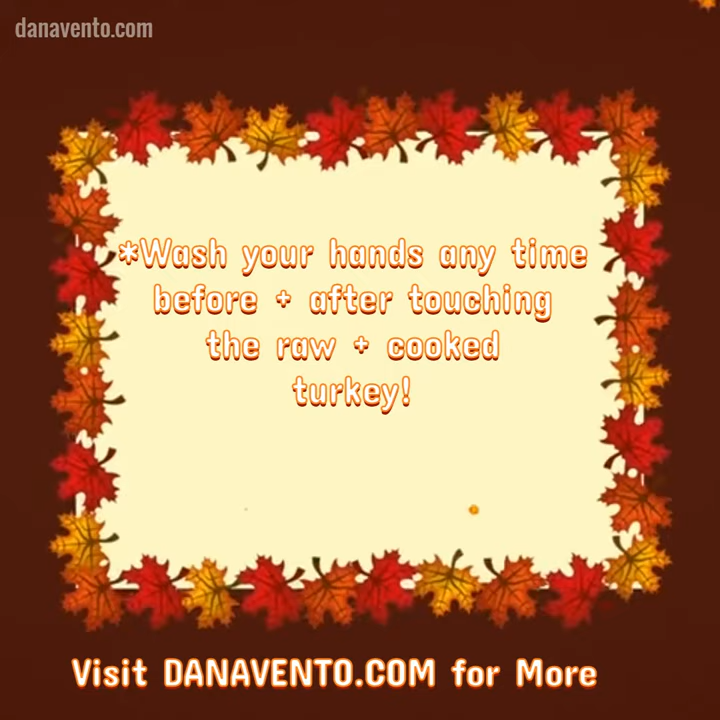 danavento.com
*Wash your hands any time
before + after touching
the raw + cooked
turkey!
Visit DANAVENTO.COM for More